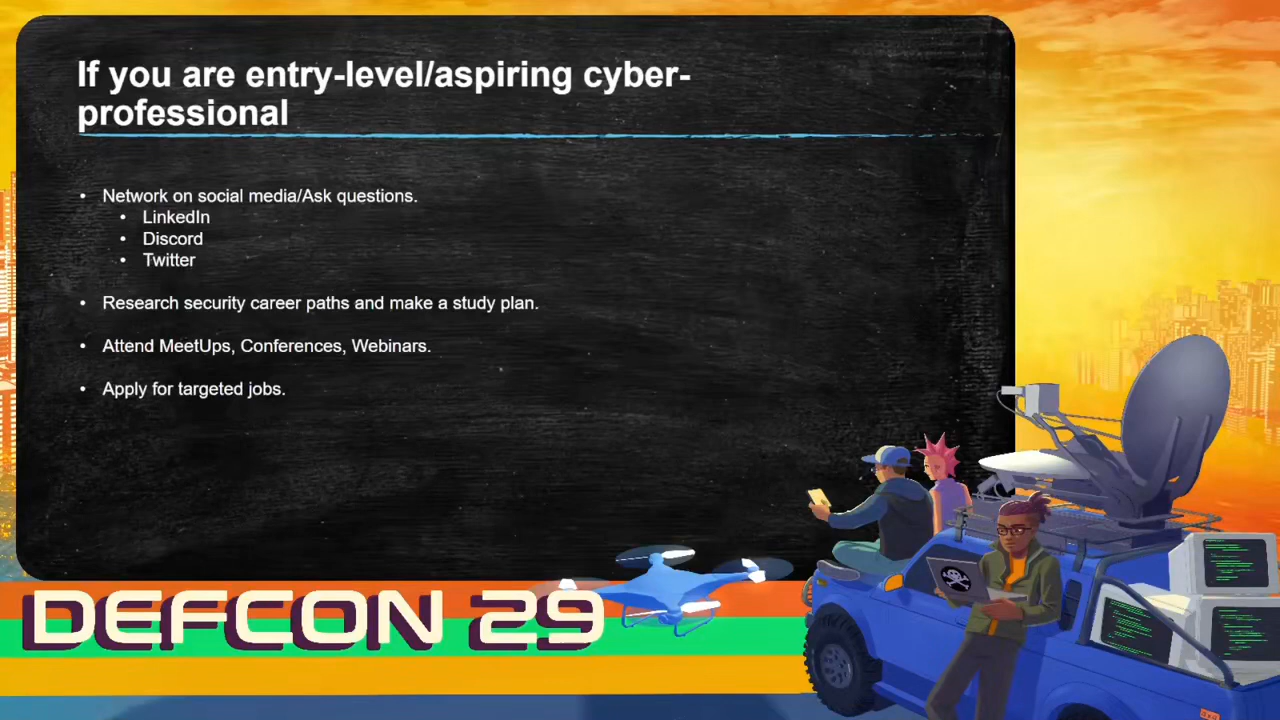 If you are entry-level/aspiring cyber-
professional
• Network on social media/Ask questions.
• LinkedIn
• Discord
• Twitter
• Research security career paths and make a study plan.
• Attend MeetUps, Conferences, Webinars.
• Apply for targeted jobs.
DEFCON 29